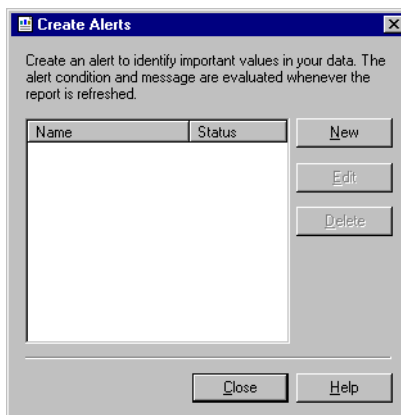 Create Alerts
Create an alert to identify important values in your data. The
alert condition and message are evaluated whenever the
report is refreshed.
Name Status New
Edit
Delete
Close Help